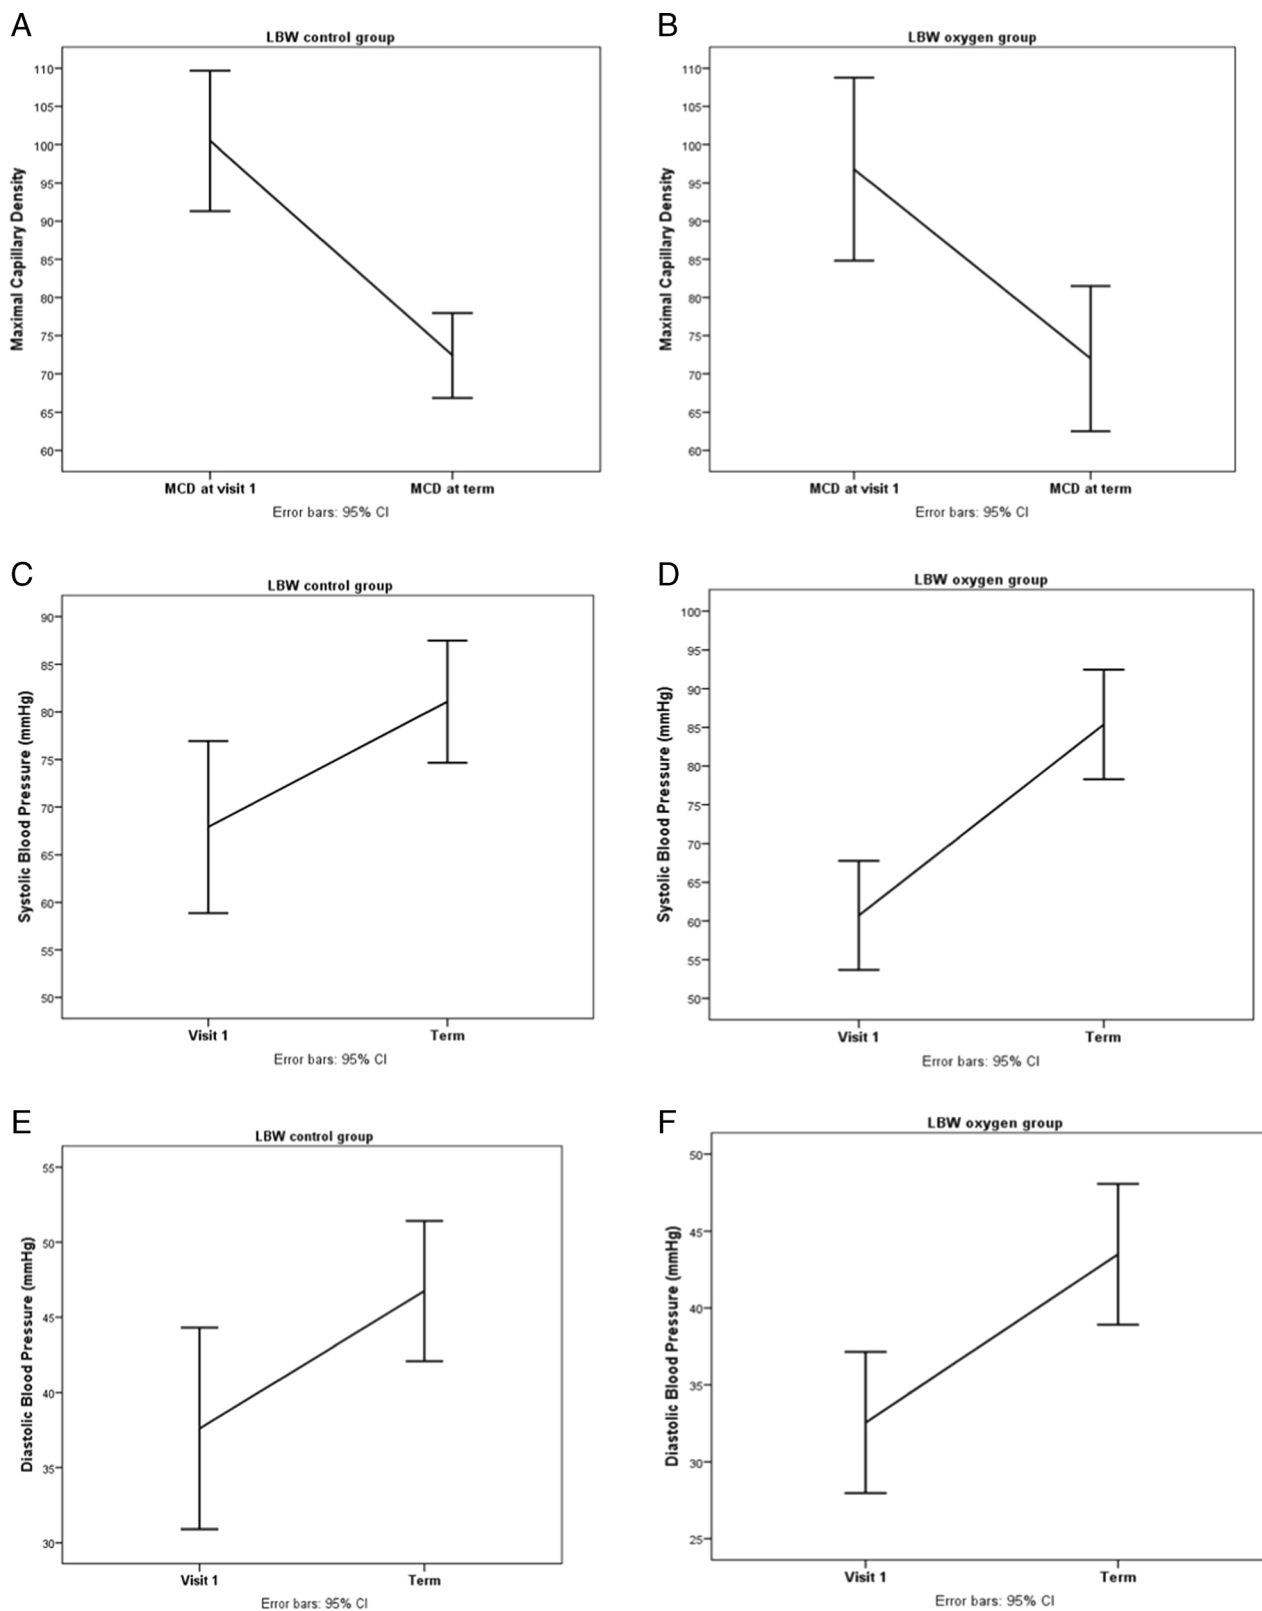 A
LBW control group
Maximal Capillary Density
110
105
100
95
90
85
80
75
70
65
60
MCD at visit 1 MCD at term
Error bars: 95% CI
B
LBW oxygen group
Maximal Capillary Density
110
105
100
95
90
85
80
75
70
65
60
MCD at visit 1 MCD at term
Error bars: 95% CI
C
LBW control group
Systolic Blood Pressure (mmHg)
90
85
80
75
70
65
60
55
50
Visit 1 Term
Error bars: 95% CI
D
LBW oxygen group
Systolic Blood Pressure (mmHg)
100
95
90
85
80
75
70
65
60
55
50
Visit 1 Term
Error bars: 95% CI
E
LBW control group
Diastolic Blood Pressure (mmHg)
55
50
45
40
35
30
Visit 1 Term
Error bars: 95% CI
F
LBW oxygen group
Diastolic Blood Pressure (mmHg)
50
45
40
35
30
25
Visit 1 Term
Error bars: 95% CI